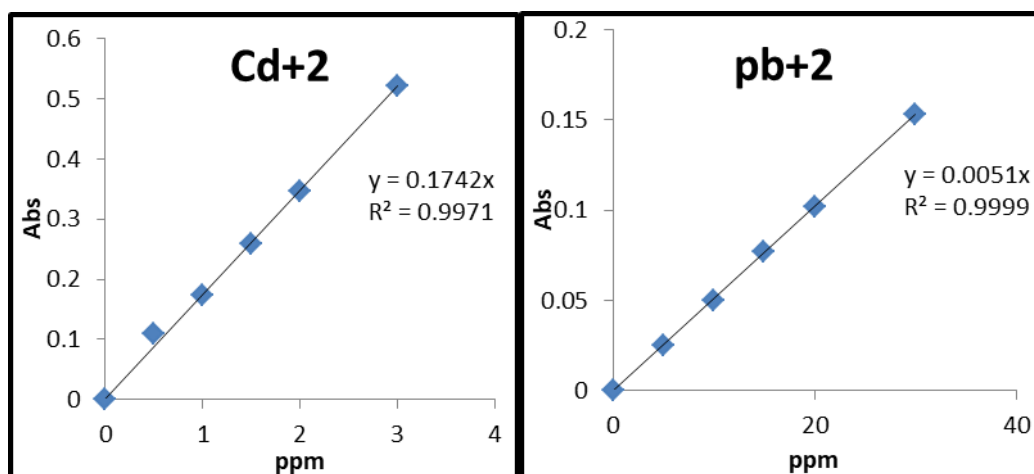 Cd+2
0.6
0.5
0.4
0.3
0.2
0.1
0
Abs
y = 0.1742x
R² = 0.9971
0
1
2
3
4
ppm
pb+2
0.2
0.15
0.1
0.05
0
Abs
y = 0.0051x
R² = 0.9999
0
20
40
ppm